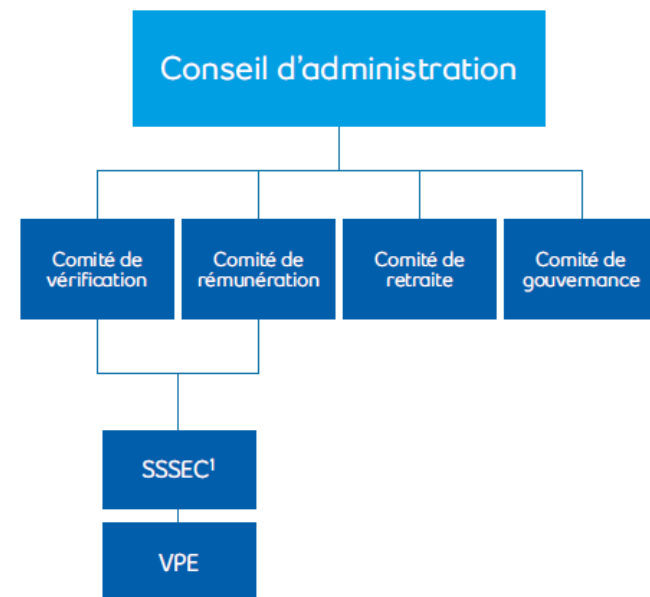 Conseil d'administration
Comité de
vérification
Comité de
rémunération
Comité de
retraite
Comité de
gouvernance
SSSEC¹
VPE